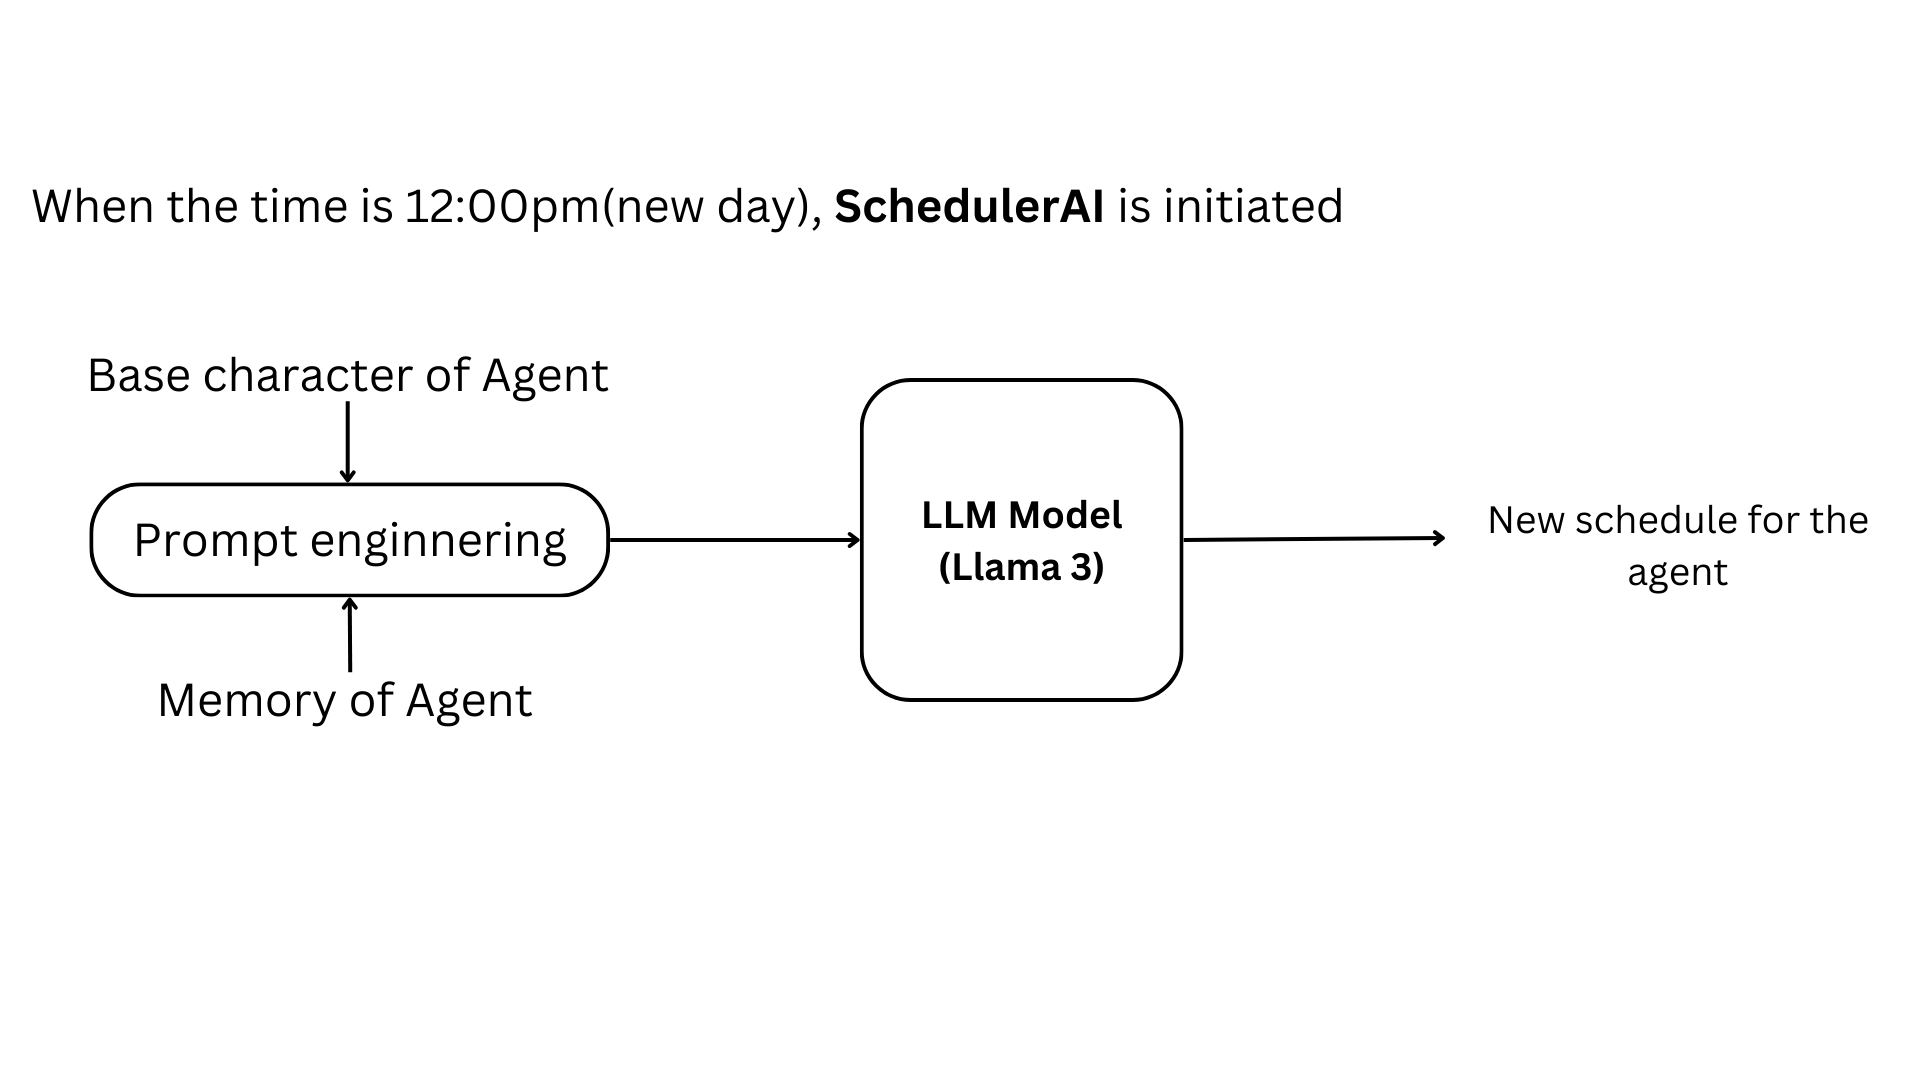 When the time is 12:00pm(new day), SchedulerAI is initiated
Base character of Agent
Prompt enginnering
Memory of Agent
LLM Model
(Llama 3)
New schedule for the
agent